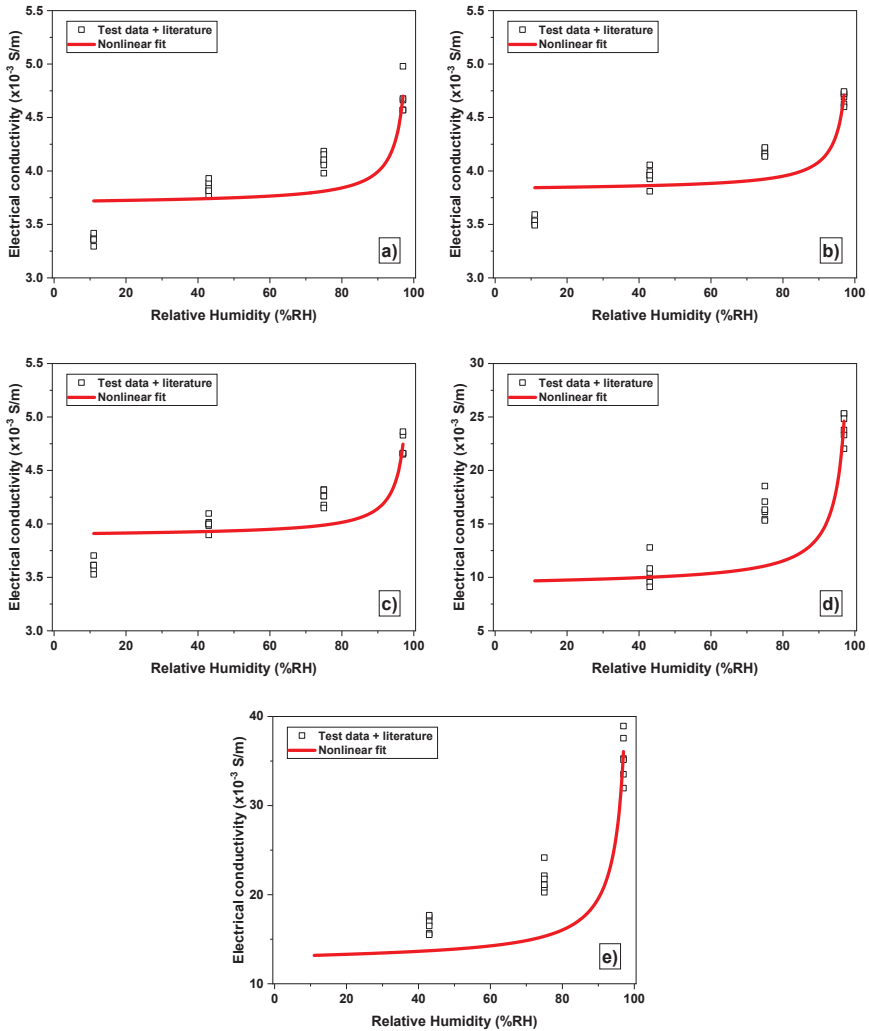 5.5
5.0
4.5
4.0
3.5
3.0
Electrical conductivity (x10⁻³ S/m)
Test data + literature
Nonlinear fit
a)
0 20 40 60 80 100
Relative Humidity (%RH)
5.5
5.0
4.5
4.0
3.5
3.0
Electrical conductivity (x10⁻³ S/m)
Test data + literature
Nonlinear fit
b)
0 20 40 60 80 100
Relative Humidity (%RH)
5.5
5.0
4.5
4.0
3.5
3.0
Electrical conductivity (x10⁻³ S/m)
Test data + literature
Nonlinear fit
c)
0 20 40 60 80 100
Relative Humidity (%RH)
30
25
20
15
10
5
Electrical conductivity (x10⁻³ S/m)
Test data + literature
Nonlinear fit
d)
0 20 40 60 80 100
Relative Humidity (%RH)
40
30
20
10
Electrical conductivity (x10⁻³ S/m)
Test data + literature
Nonlinear fit
e)
0 20 40 60 80 100
Relative Humidity (%RH)